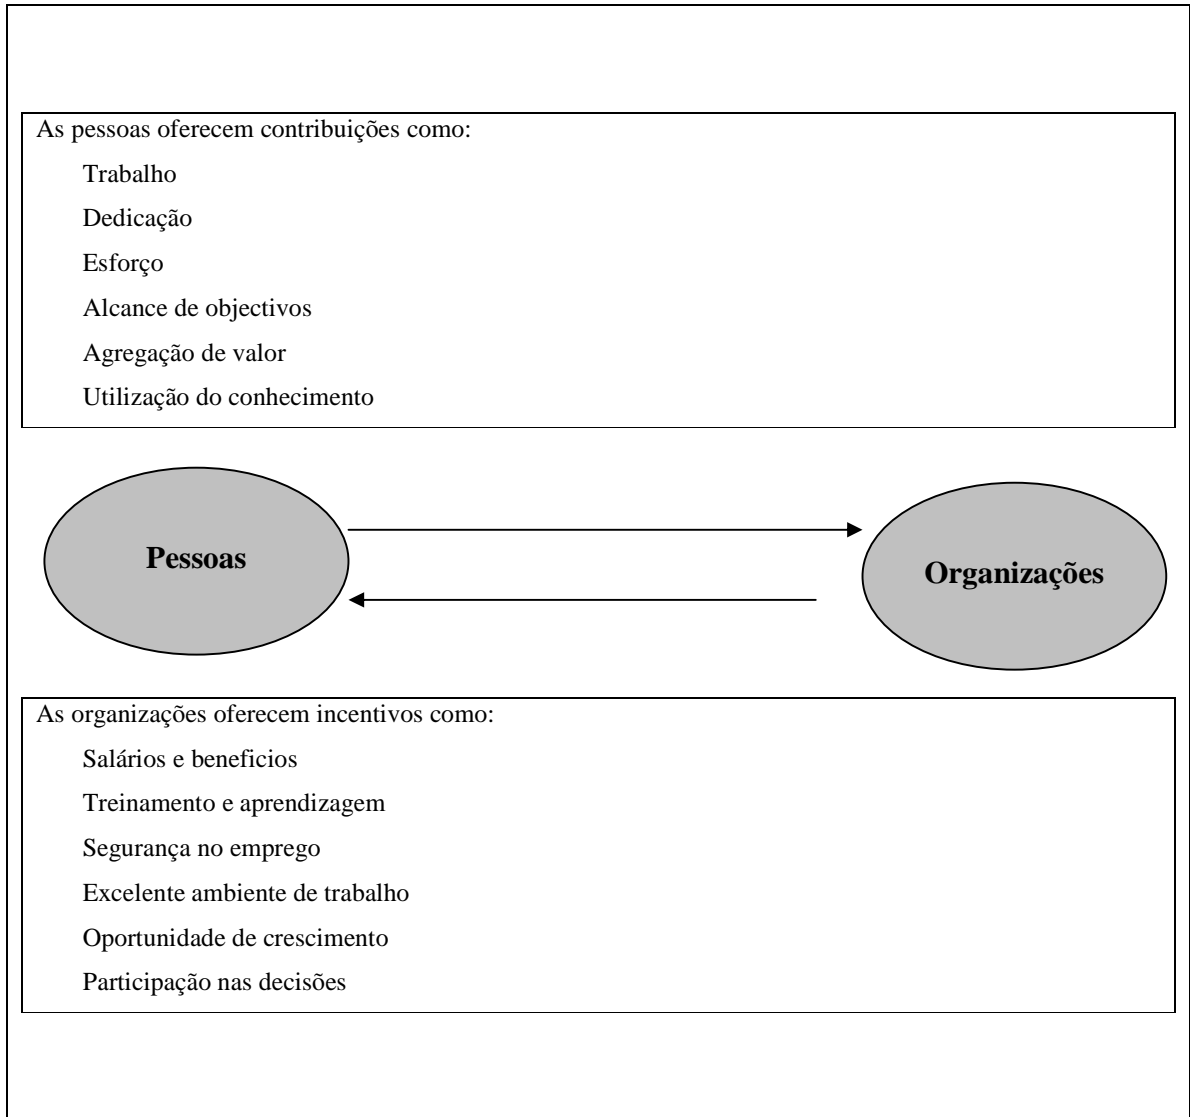 As pessoas oferecem contribuições como:
Trabalho
Dedicação
Esforço
Alcance de objectivos
Agregação de valor
Utilização do conhecimento
Pessoas
Organizações
As organizações oferecem incentivos como:
Salários e beneficios
Treinamento e aprendizagem
Segurança no emprego
Excelente ambiente de trabalho
Oportunidade de crescimento
Participação nas decisões